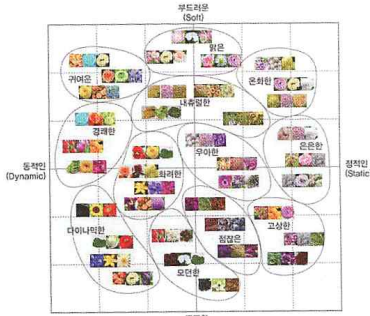 부드러운
(Soft)
맑은
귀여운
온화한
내츄럴한
경쾌한
우아한
은은한
동적인
(Dynamic)
정적인
(Static
화려한
다이나믹한
고상한
점잖은
모던한